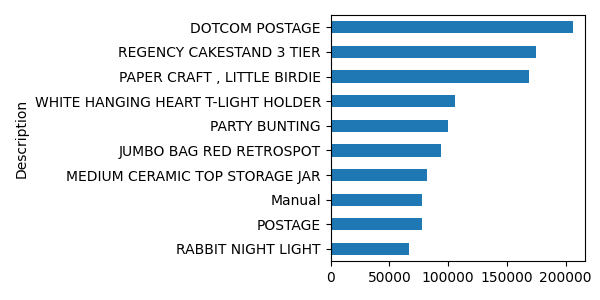 DOTCOM POSTAGE
REGENCY CAKESTAND 3 TIER
PAPER CRAFT , LITTLE BIRDIE
WHITE HANGING HEART T-LIGHT HOLDER
PARTY BUNTING
JUMBO BAG RED RETROSPOT
MEDIUM CERAMIC TOP STORAGE JAR
Manual
POSTAGE
RABBIT NIGHT LIGHT
Description
0 50000 100000 150000 200000